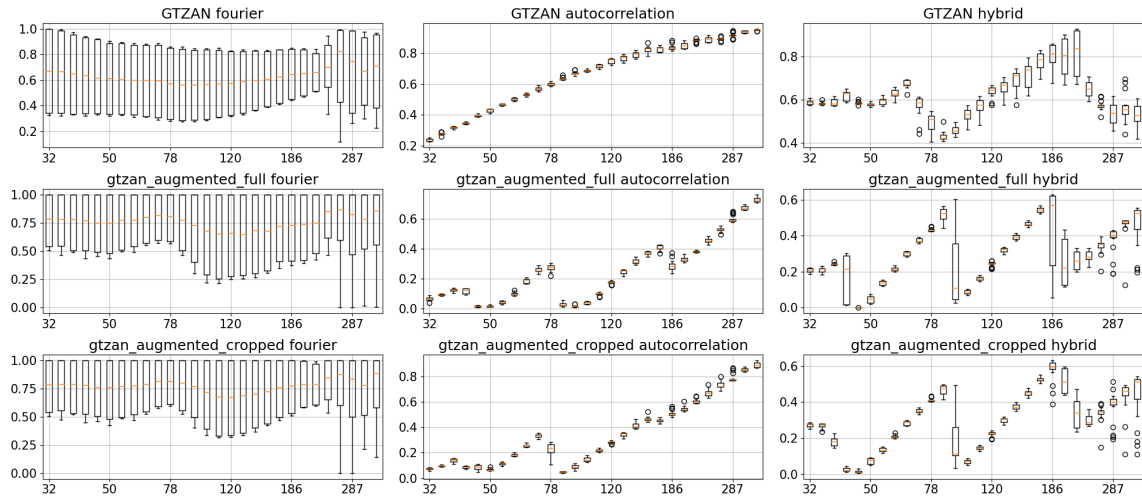 GTZAN fourier
1.0
0.8
0.6
0.4
0.2
32 50 78 120 186 287
GTZAN autocorrelation
0.8
0.6
0.4
0.2
32 50 78 120 186 287
GTZAN hybrid
0.8
0.6
0.4
32 50 78 120 186 287
gtzan_augmented_full fourier
1.00
0.75
0.50
0.25
0.00
32 50 78 120 186 287
gtzan_augmented_full autocorrelation
0.6
0.4
0.2
0.0
32 50 78 120 186 287
gtzan_augmented_full hybrid
0.6
0.4
0.2
0.0
32 50 78 120 186 287
gtzan_augmented_cropped fourier
1.00
0.75
0.50
0.25
0.00
32 50 78 120 186 287
gtzan_augmented_cropped autocorrelation
0.8
0.6
0.4
0.2
0.0
32 50 78 120 186 287
gtzan_augmented_cropped hybrid
0.6
0.4
0.2
0.0
32 50 78 120 186 287